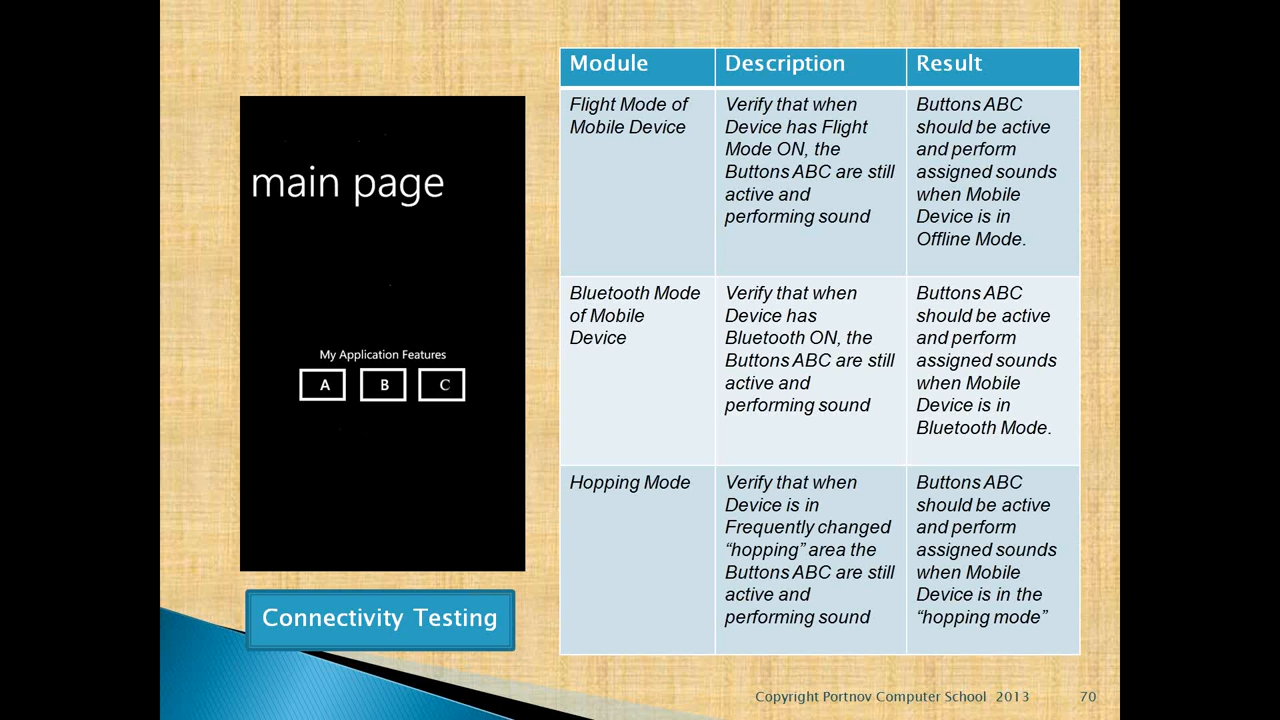 main page
My Application Features
A B C
Connectivity Testing
Module Description Result
Flight Mode of
Mobile Device
Verify that when
Device has Flight
Mode ON, the
Buttons ABC are still
active and
performing sound
Buttons ABC
should be active
and perform
assigned sounds
when Mobile
Device is in
Offline Mode.
Bluetooth Mode
of Mobile
Device
Verify that when
Device has
Bluetooth ON, the
Buttons ABC are still
active and
performing sound
Buttons ABC
should be active
and perform
assigned sounds
when Mobile
Device is in
Bluetooth Mode.
Hopping Mode
Verify that when
Device is in
Frequently changed
“hopping” area the
Buttons ABC are still
active and
performing sound
Buttons ABC
should be active
and perform
assigned sounds
when Mobile
Device is in the
“hopping mode”
Copyright Portnov Computer School 2013 70